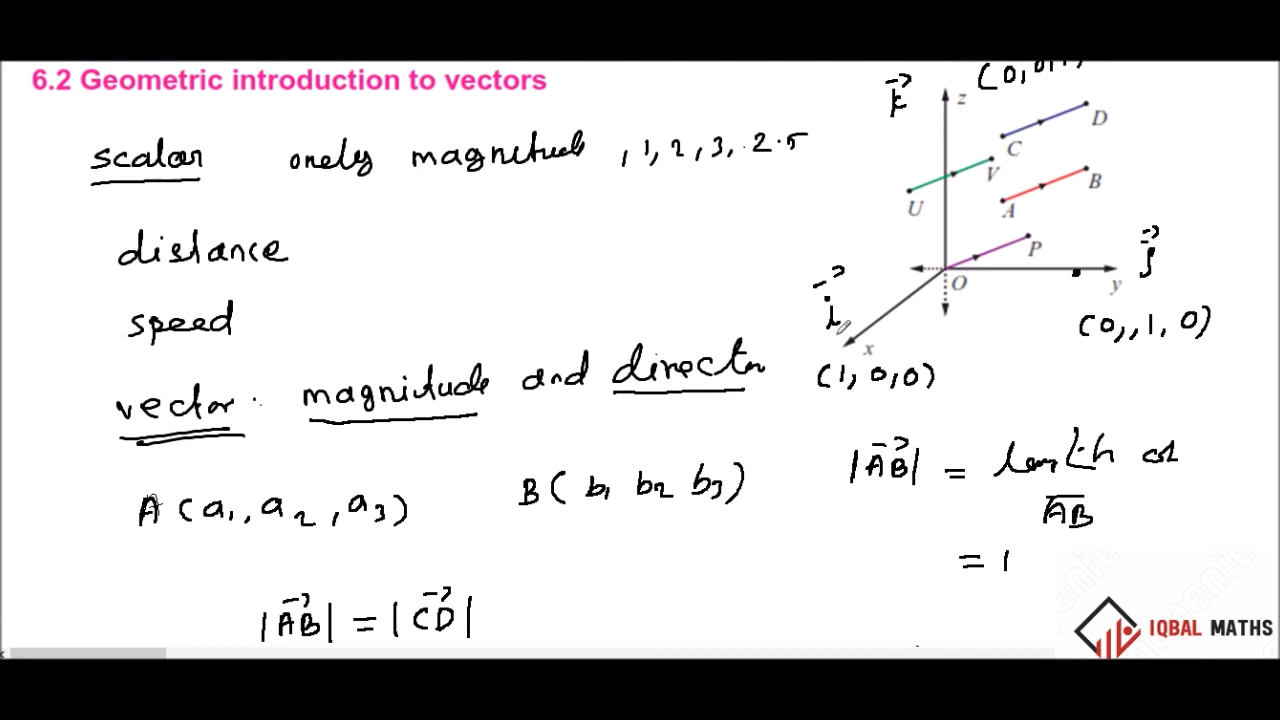 6.2 Geometric introduction to vectors
scalar only magnitude , 1, 2, 3, 2.5
distance
speed
vector. magnitude and directn
A (a1, a2, a3) B ( b1 b2 b3)
|AB| = |CD|
k
z
D
C
V
B
U
A
P
j
O
y
i
x
(0, , 1, 0)
(1, 0, 0)
|AB| = length of
AB
= 1
IQBAL MATHS